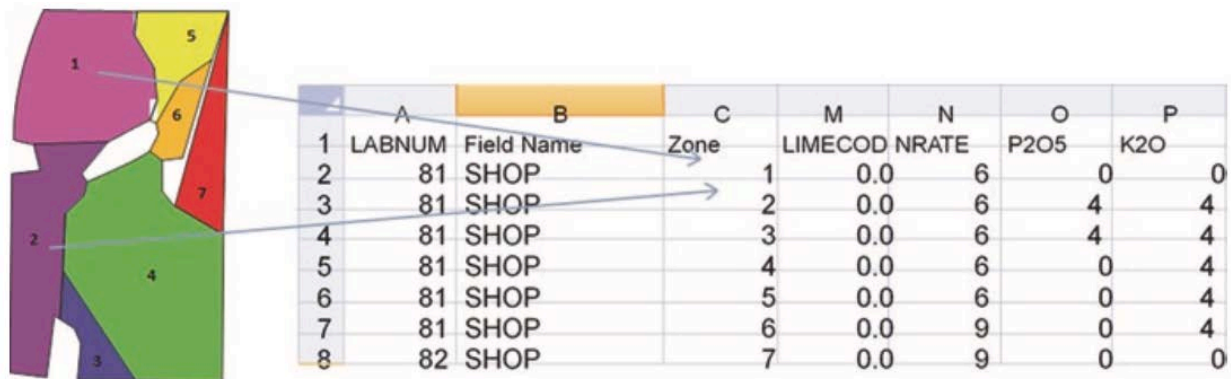 1
5
6
7
2
4
3
A B C M N O P
1 LABNUM Field Name Zone LIMECOD NRATE P2O5 K2O
2 81 SHOP 1 0.0 6 0 0
3 81 SHOP 2 0.0 6 4 4
4 81 SHOP 3 0.0 6 4 4
5 81 SHOP 4 0.0 6 0 4
6 81 SHOP 5 0.0 6 0 4
7 81 SHOP 6 0.0 9 0 4
8 82 SHOP 7 0.0 9 0 0